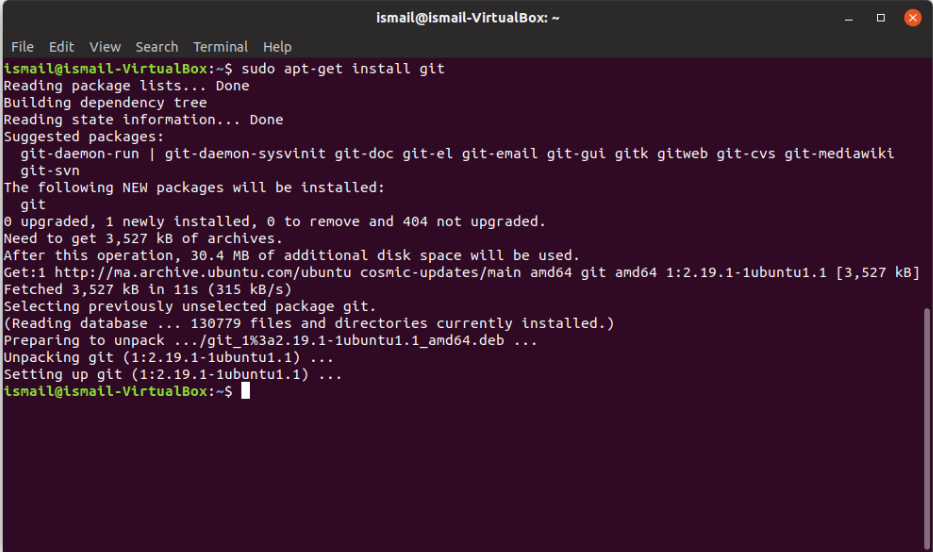 ismail@ismail-VirtualBox: ~
File Edit View Search Terminal Help
ismail@ismail-VirtualBox:~$ sudo apt-get install git
Reading package lists... Done
Building dependency tree
Reading state information... Done
Suggested packages:
  git-daemon-run | git-daemon-sysvinit git-doc git-el git-email git-gui gitk gitweb git-cvs git-mediawiki
  git-svn
The following NEW packages will be installed:
  git
0 upgraded, 1 newly installed, 0 to remove and 404 not upgraded.
Need to get 3,527 kB of archives.
After this operation, 30.4 MB of additional disk space will be used.
Get:1 http://ma.archive.ubuntu.com/ubuntu cosmic-updates/main amd64 git amd64 1:2.19.1-1ubuntu1.1 [3,527 kB]
Fetched 3,527 kB in 11s (315 kB/s)
Selecting previously unselected package git.
(Reading database ... 130779 files and directories currently installed.)
Preparing to unpack .../git_1%3a2.19.1-1ubuntu1.1_amd64.deb ...
Unpacking git (1:2.19.1-1ubuntu1.1) ...
Setting up git (1:2.19.1-1ubuntu1.1) ...
ismail@ismail-VirtualBox:~$